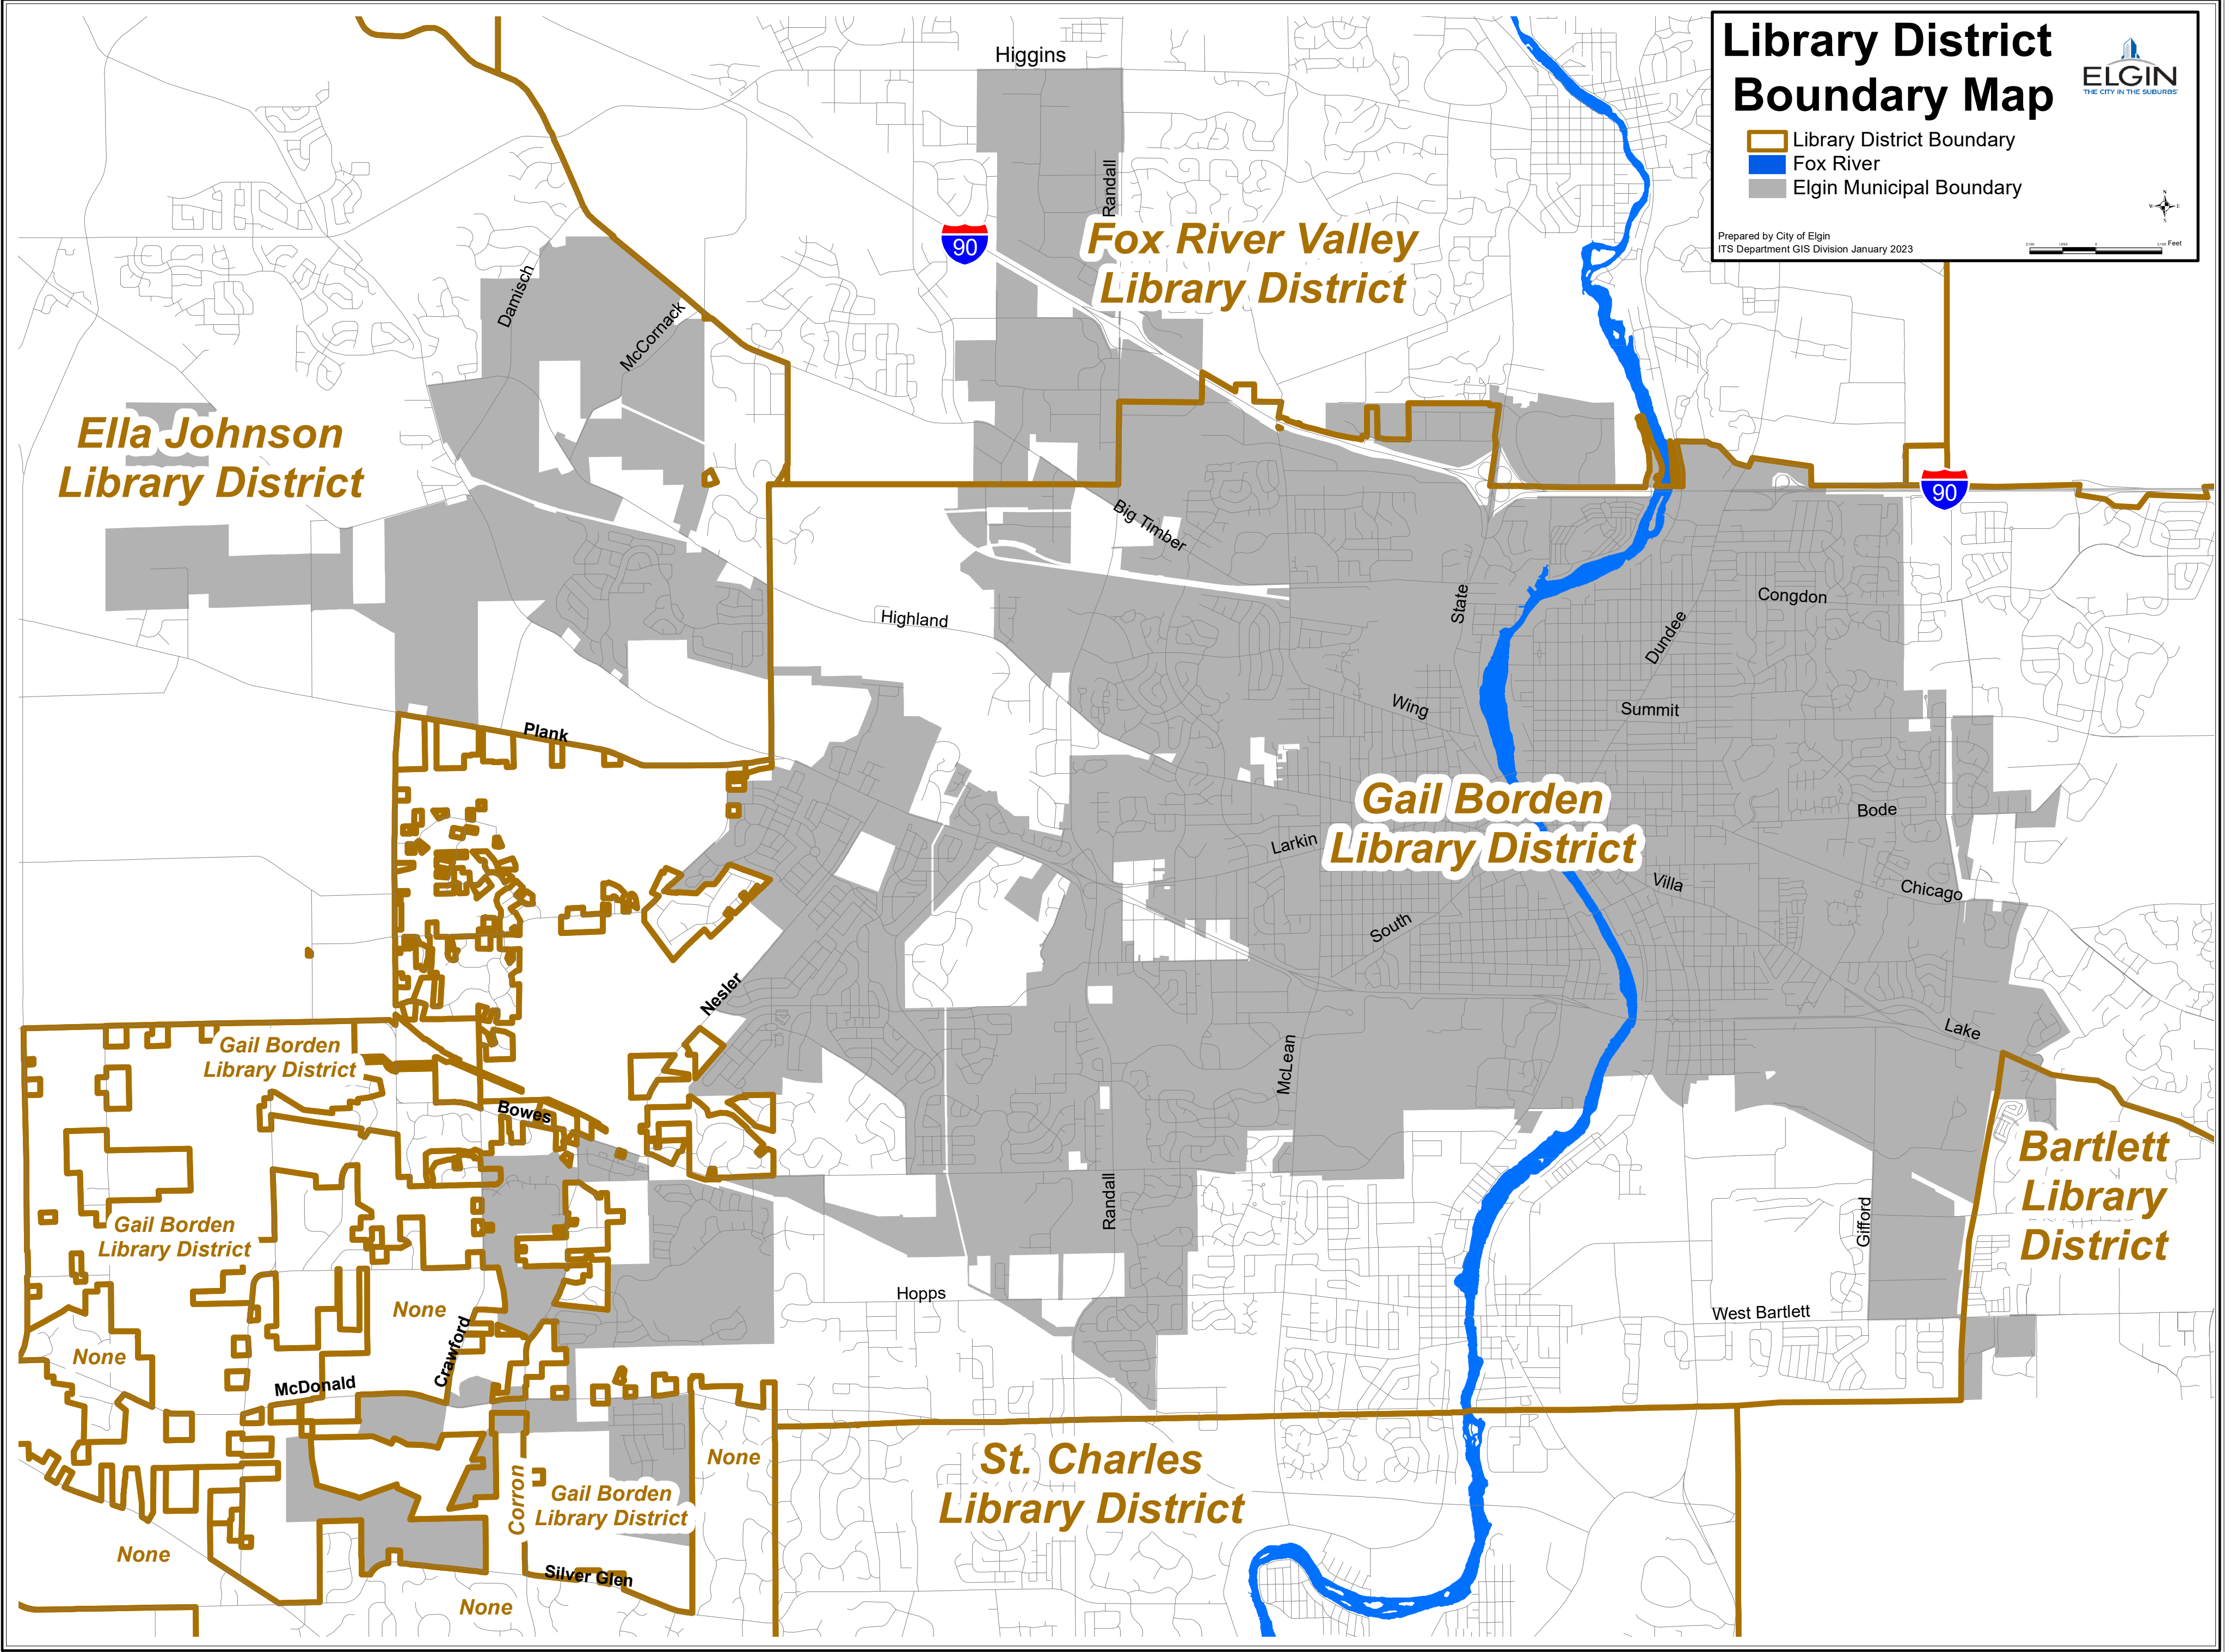 Library District
Boundary Map
ELGIN
THE CITY IN THE SUBURBS
Library District Boundary
Fox River
Elgin Municipal Boundary
N
W
E
S
Prepared by City of Elgin
ITS Department GIS Division January 2023
Feet
Higgins
Randall
90
Fox River Valley
Library District
Damisch
McCornack
Ella Johnson
Library District
90
Big Timber
Highland
State
Congdon
Dundee
Wing
Summit
Plank
Gail Borden
Library District
Bode
Larkin
Villa
Chicago
South
Nesler
Lake
Gail Borden
Library District
McLean
Bowes
Bartlett
Library
District
Gail Borden
Library District
Randall
Gifford
Hopps
None
West Bartlett
None
Crawford
McDonald
None
St. Charles
Library District
Corron
Gail Borden
Library District
None
Silver Glen
None